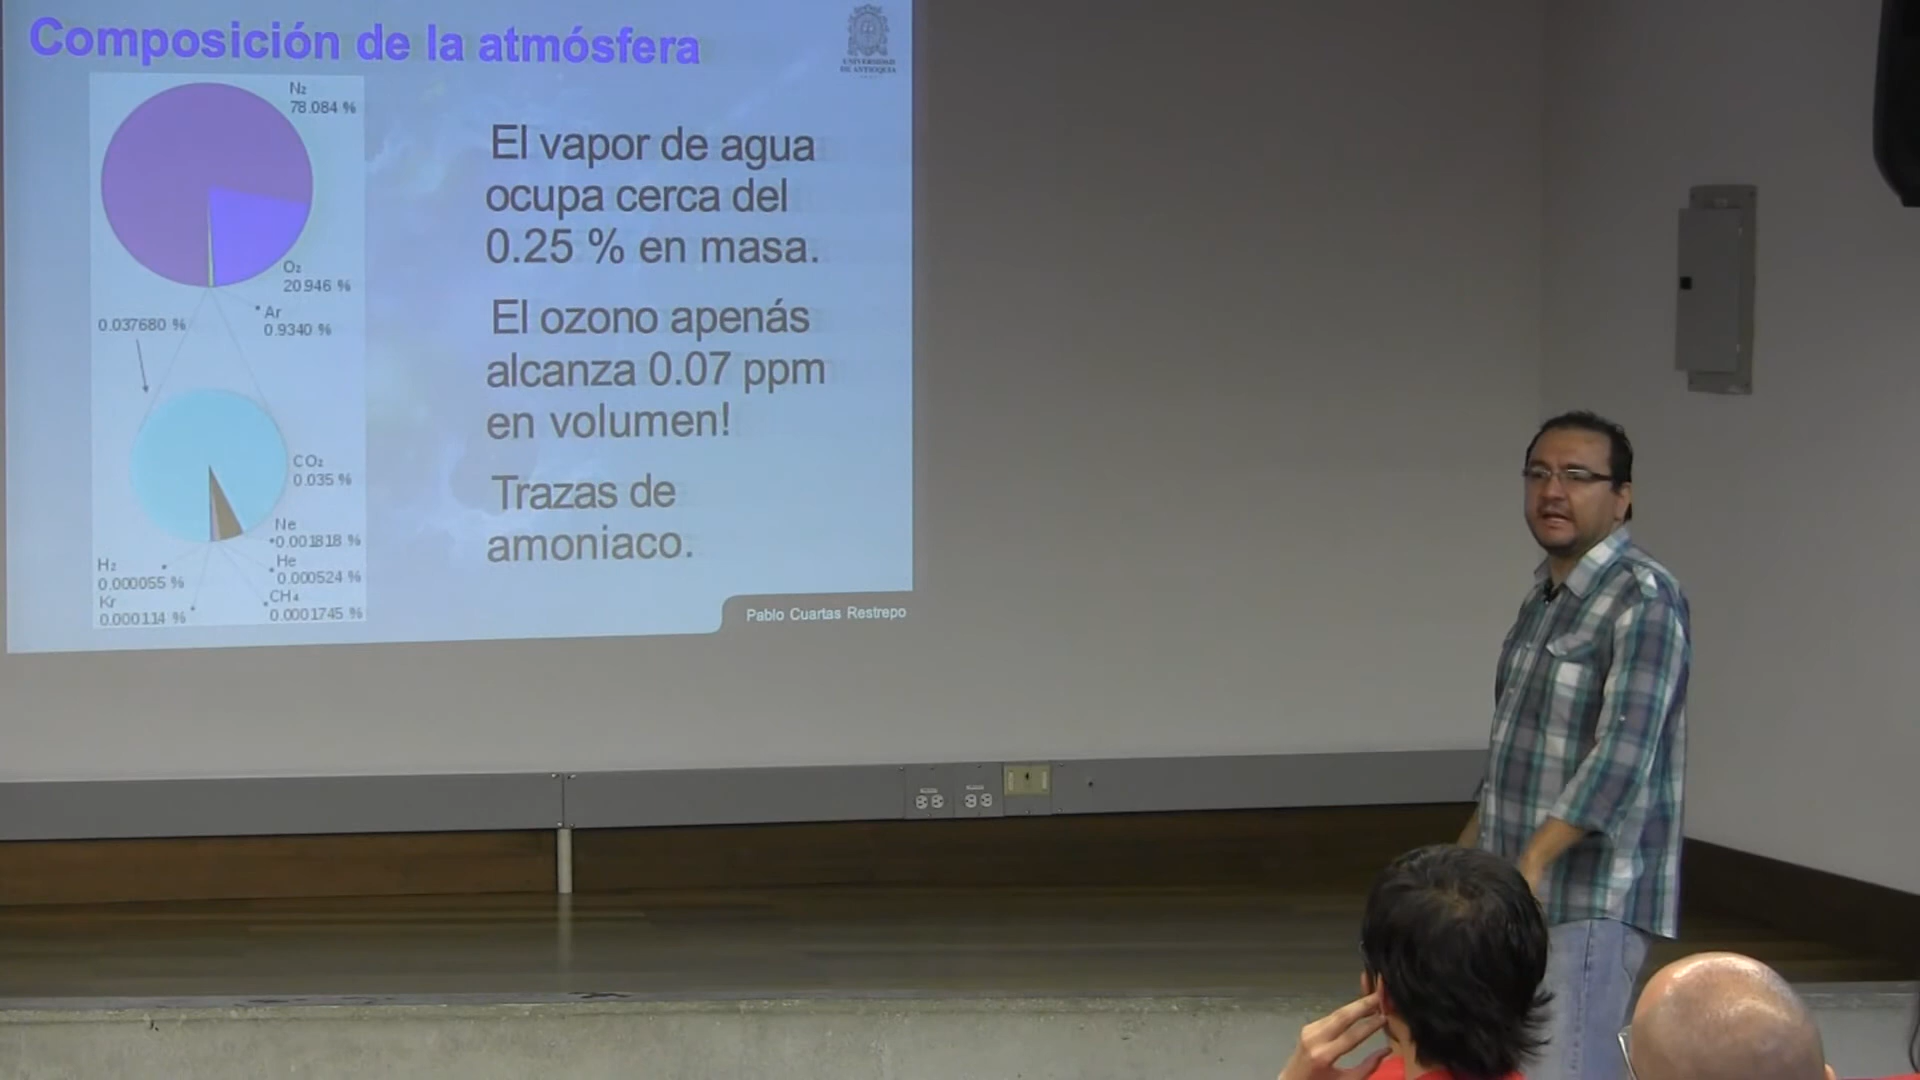 Composición de la atmósfera
UNIVERSIDAD
DE ANTIOQUIA
N₂
78.084 %
O₂
20.946 %
Ar
0.9340 %
0.037680 %
CO₂
0.035 %
Ne
0.001818 %
He
0.000524 %
CH₄
0.0001745 %
H₂
0.000055 %
Kr
0.000114 %
El vapor de agua
ocupa cerca del
0.25 % en masa.
El ozono apenás
alcanza 0.07 ppm
en volumen!
Trazas de
amoniaco.
Pablo Cuartas Restrepo